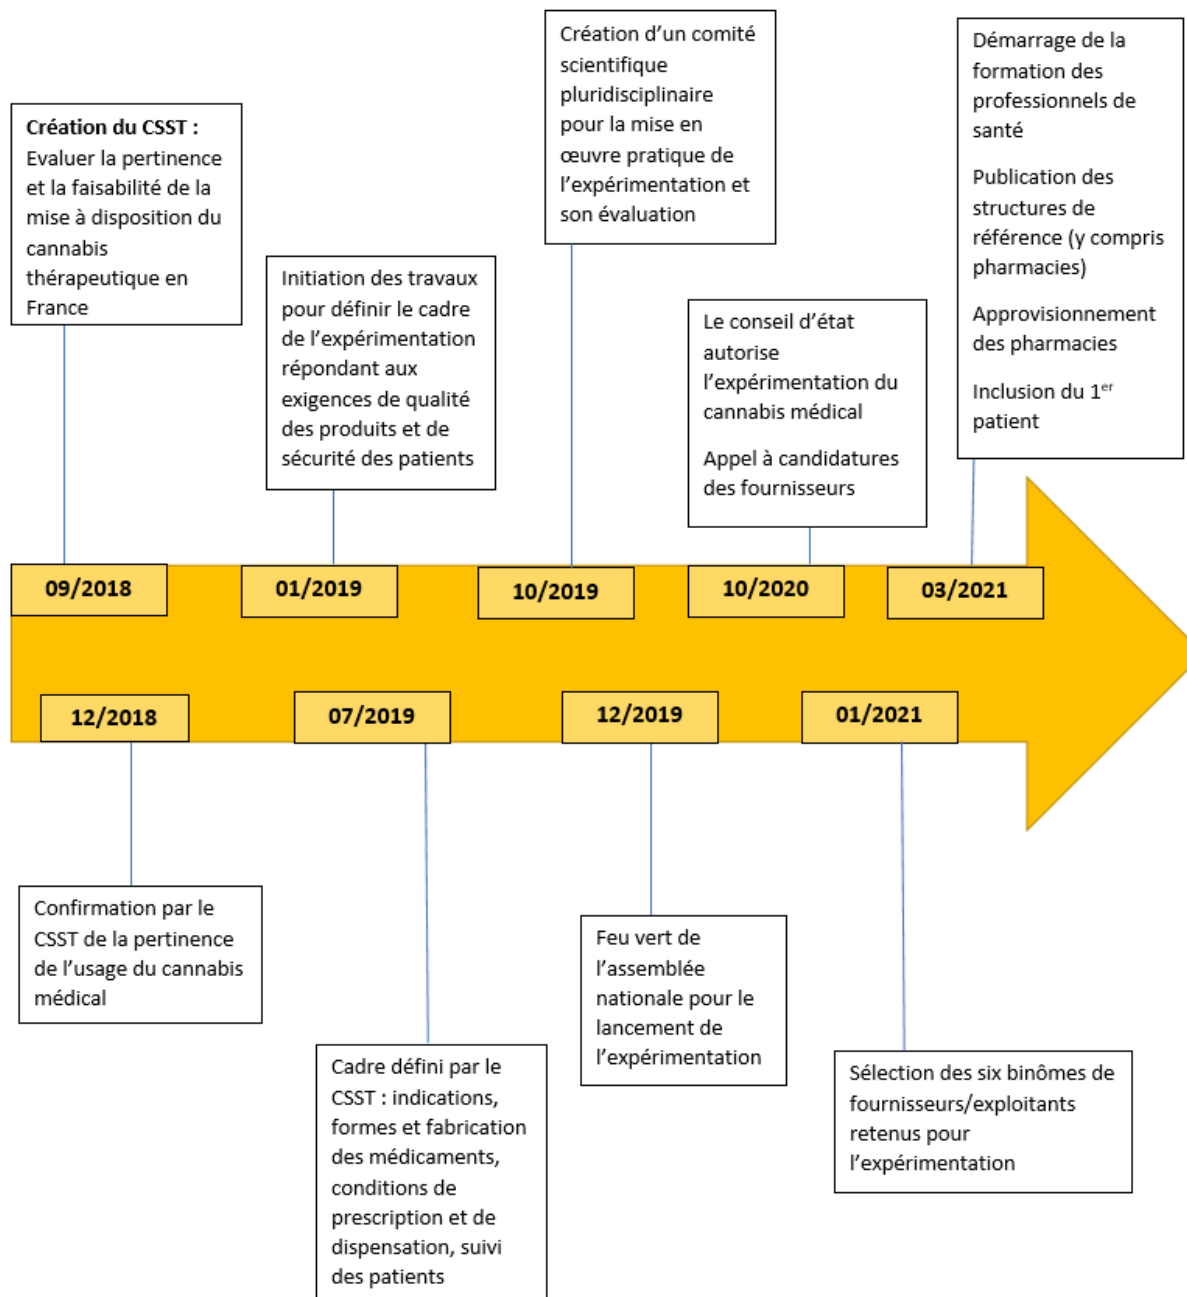 Création du CSST :
Evaluer la pertinence
et la faisabilité de la
mise à disposition du
cannabis
thérapeutique en
France
Initiation des travaux
pour définir le cadre
de l’expérimentation
répondant aux
exigences de qualité
des produits et de
sécurité des patients
Création d’un comité
scientifique
pluridisciplinaire
pour la mise en
œuvre pratique de
l’expérimentation et
son évaluation
Le conseil d’état
autorise
l’expérimentation du
cannabis médical
Appel à candidatures
des fournisseurs
Démarrage de la
formation des
professionnels de
santé
Publication des
structures de
référence (y compris
pharmacies)
Approvisionnement
des pharmacies
Inclusion du 1er
patient
09/2018
01/2019
10/2019
10/2020
03/2021
12/2018
07/2019
12/2019
01/2021
Confirmation par le
CSST de la pertinence
de l’usage du cannabis
médical
Cadre défini par le
CSST : indications,
formes et fabrication
des médicaments,
conditions de
prescription et de
dispensation, suivi
des patients
Feu vert de
l’assemblée
nationale pour le
lancement de
l’expérimentation
Sélection des six binômes de
fournisseurs/exploitants
retenus pour
l’expérimentation